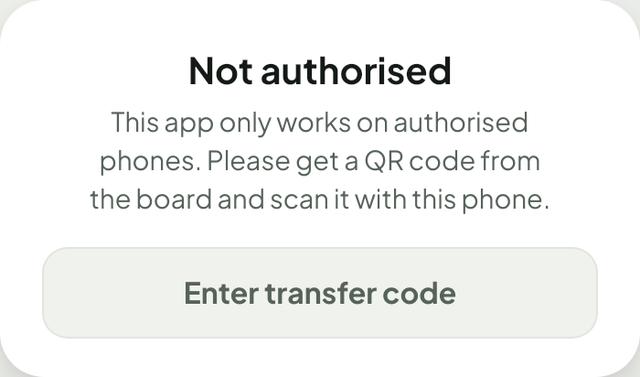 Not authorised
This app only works on authorised
phones. Please get a QR code from
the board and scan it with this phone.
Enter transfer code